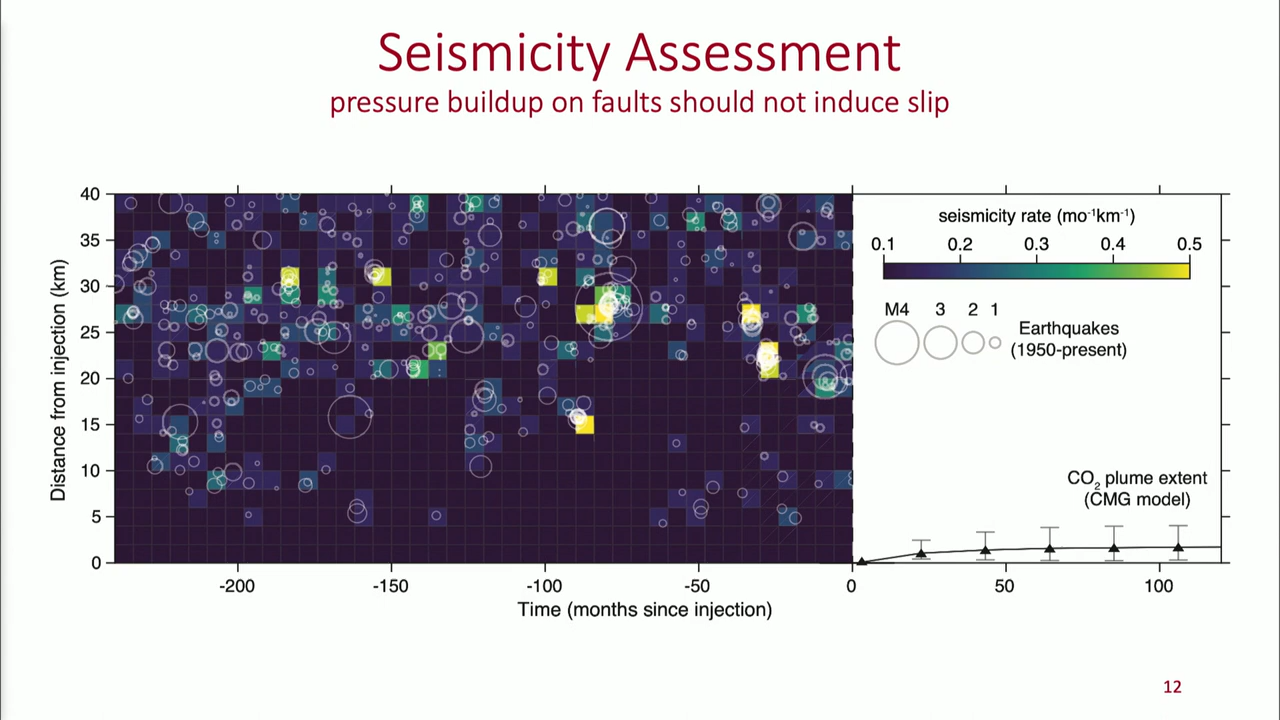 Seismicity Assessment
pressure buildup on faults should not induce slip
40
35
30
25
20
15
10
5
0
Distance from injection (km)
-200
-150
-100
-50
0
50
100
Time (months since injection)
seismicity rate (mo⁻¹km⁻¹)
0.1 0.2 0.3 0.4 0.5
M4 3 2 1
Earthquakes
(1950-present)
CO₂ plume extent
(CMG model)
12